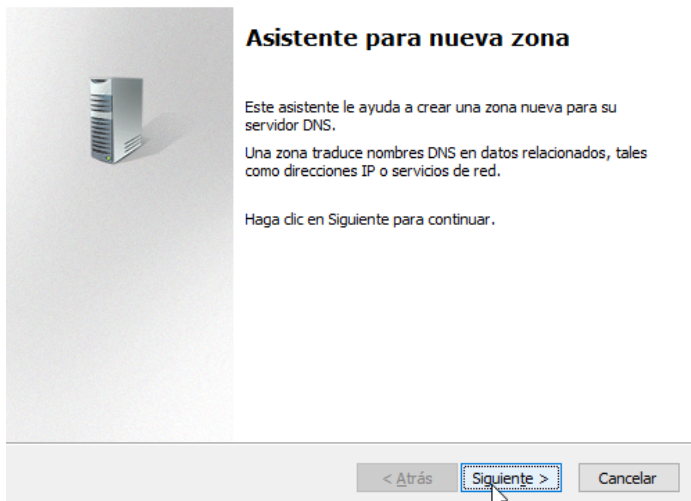 Asistente para nueva zona
Este asistente le ayuda a crear una zona nueva para su
servidor DNS.
Una zona traduce nombres DNS en datos relacionados, tales
como direcciones IP o servicios de red.
Haga clic en Siguiente para continuar.
< Atrás
Siguiente >
Cancelar